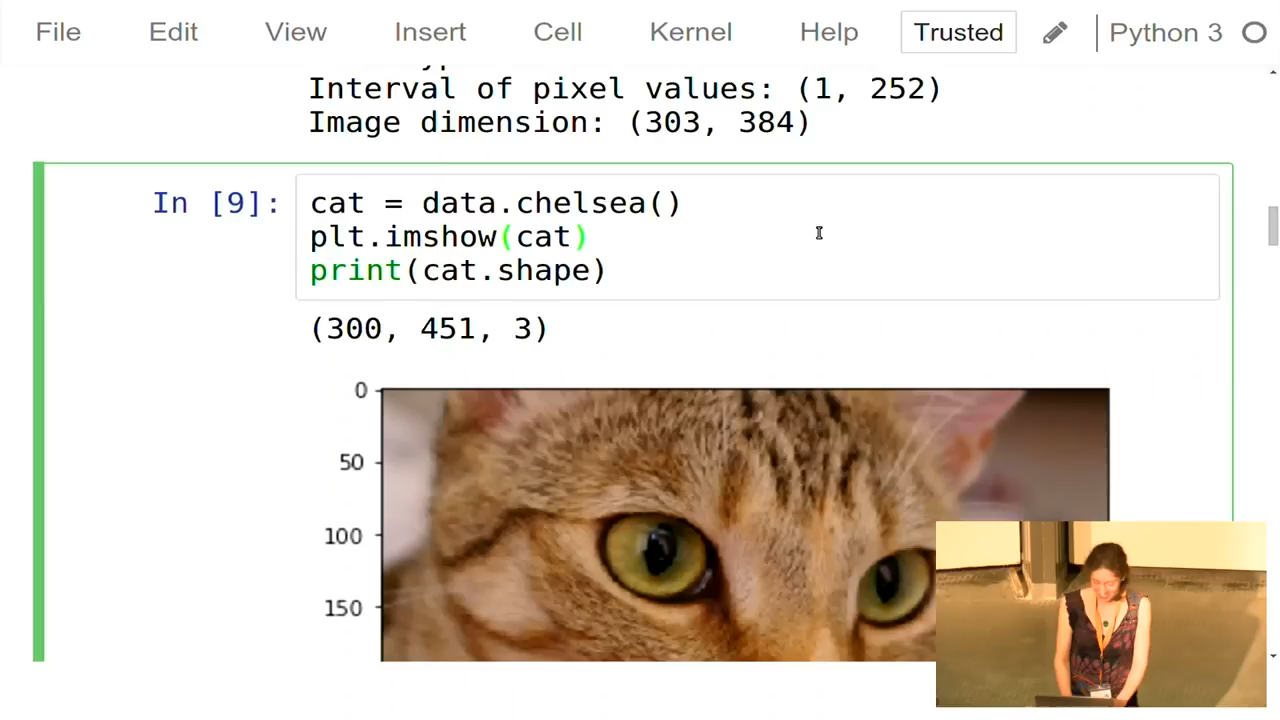 File Edit View Insert Cell Kernel Help Trusted Python 3
Interval of pixel values: (1, 252)
Image dimension: (303, 384)
In [9]: cat = data.chelsea()
plt.imshow(cat)
print(cat.shape)
(300, 451, 3)
0
50
100
150